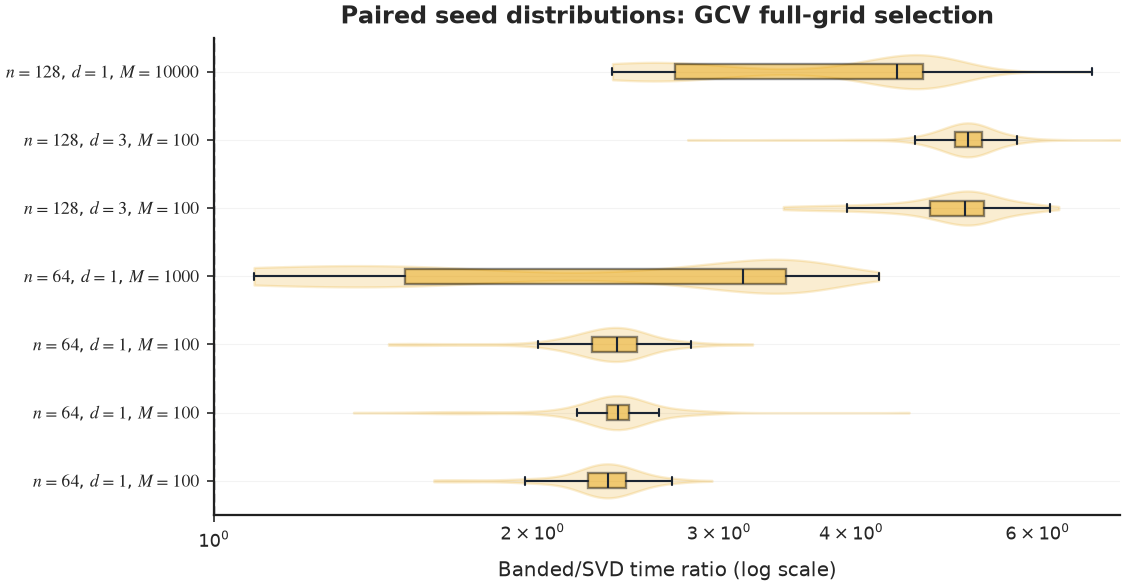 Paired seed distributions: GCV full-grid selection
n = 128, d = 1, M = 10000
n = 128, d = 3, M = 100
n = 128, d = 3, M = 100
n = 64, d = 1, M = 1000
n = 64, d = 1, M = 100
n = 64, d = 1, M = 100
n = 64, d = 1, M = 100
10⁰ 2 × 10⁰ 3 × 10⁰ 4 × 10⁰ 6 × 10⁰
Banded/SVD time ratio (log scale)